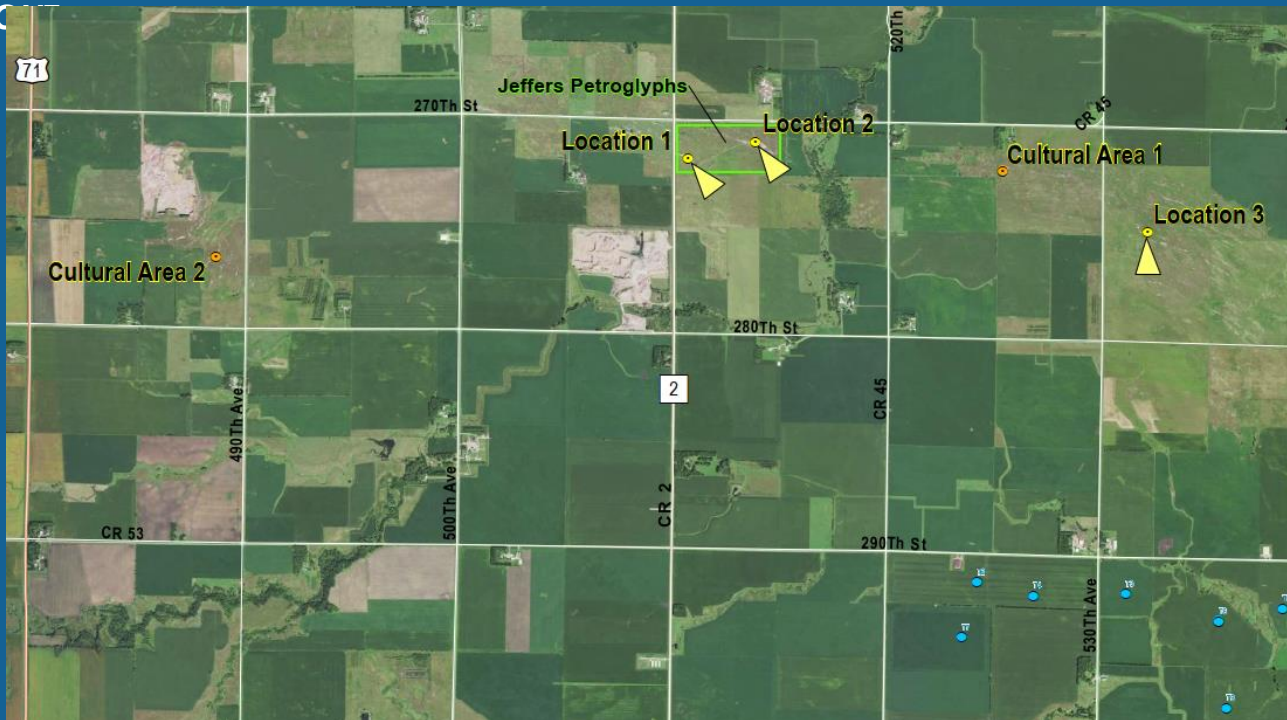 71
520Th
Jeffers Petroglyphs
270Th St
CR 45
Location 2
Location 1
Cultural Area 1
Location 3
Cultural Area 2
280Th St
2
CR 45
490Th Ave
500Th Ave
CR 2
CR 53
290Th St
530Th Ave